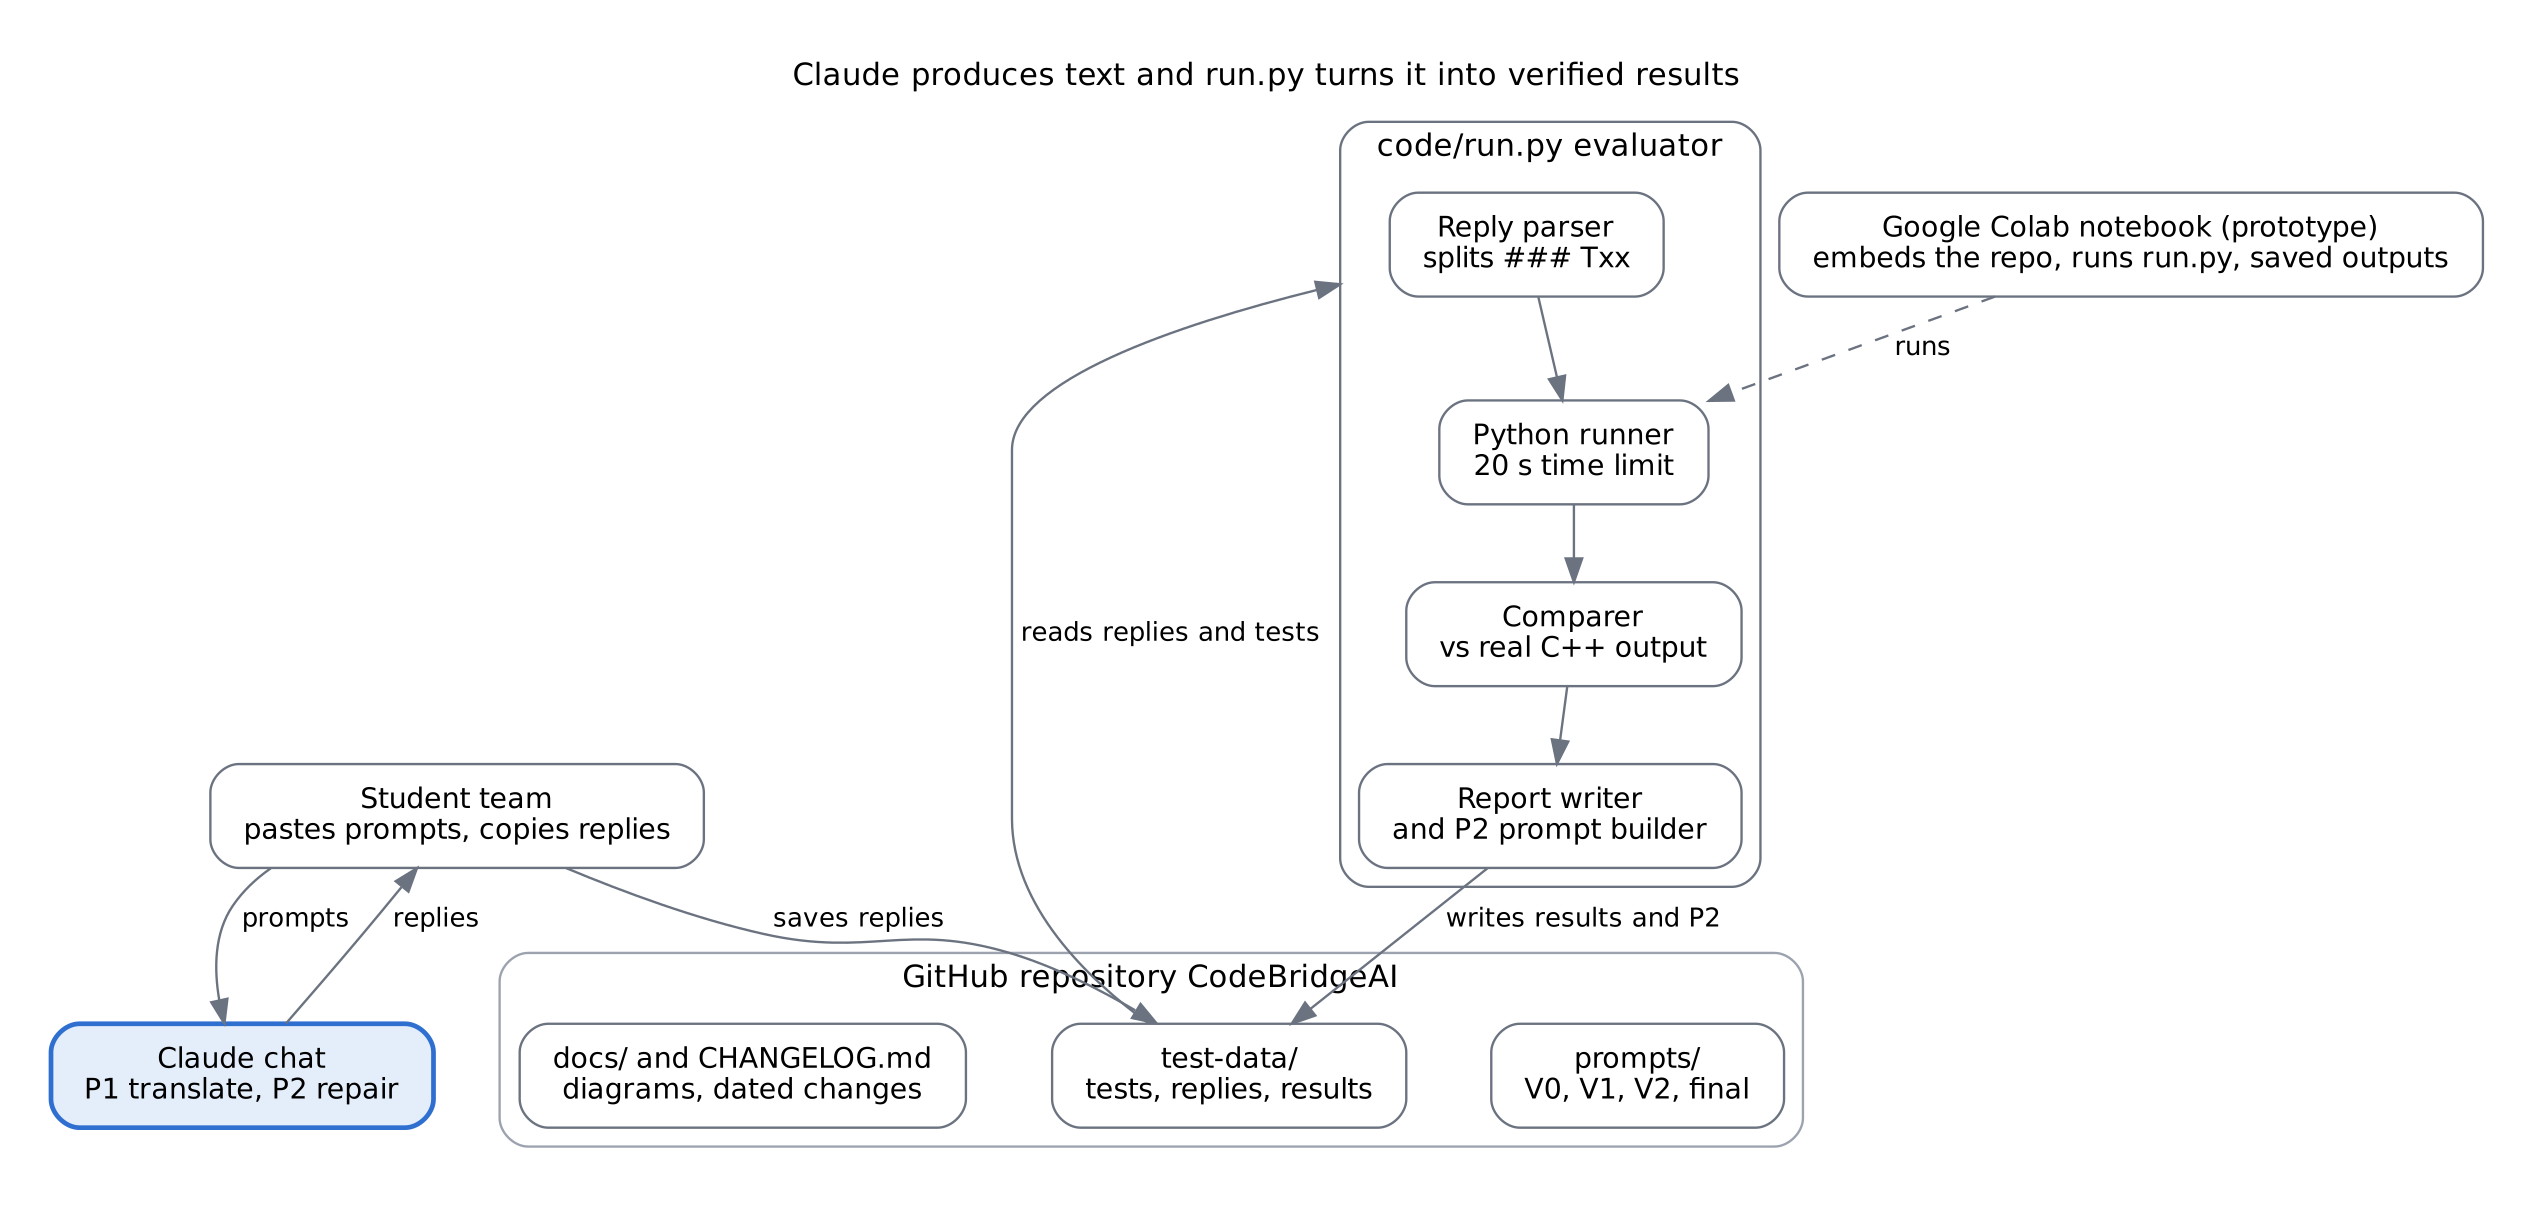 Claude produces text and run.py turns it into verified results
code/run.py evaluator
Reply parser
splits ### Txx
Google Colab notebook (prototype)
embeds the repo, runs run.py, saved outputs
runs
Python runner
20 s time limit
Comparer
vs real C++ output
reads replies and tests
Report writer
and P2 prompt builder
Student team
pastes prompts, copies replies
prompts
replies
saves replies
writes results and P2
GitHub repository CodeBridgeAI
Claude chat
P1 translate, P2 repair
docs/ and CHANGELOG.md
diagrams, dated changes
test-data/
tests, replies, results
prompts/
V0, V1, V2, final